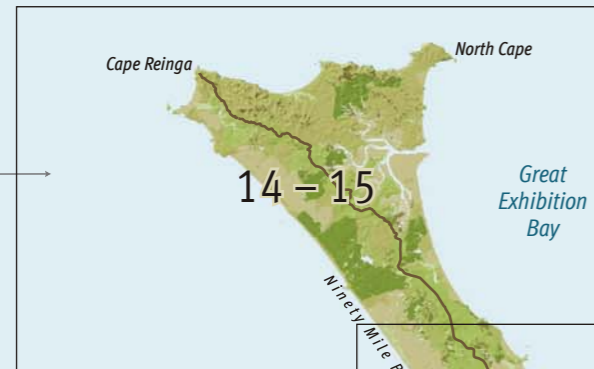 North Cape
Cape Reinga
14 – 15
Great
Exhibition
Bay
Ninety Mile